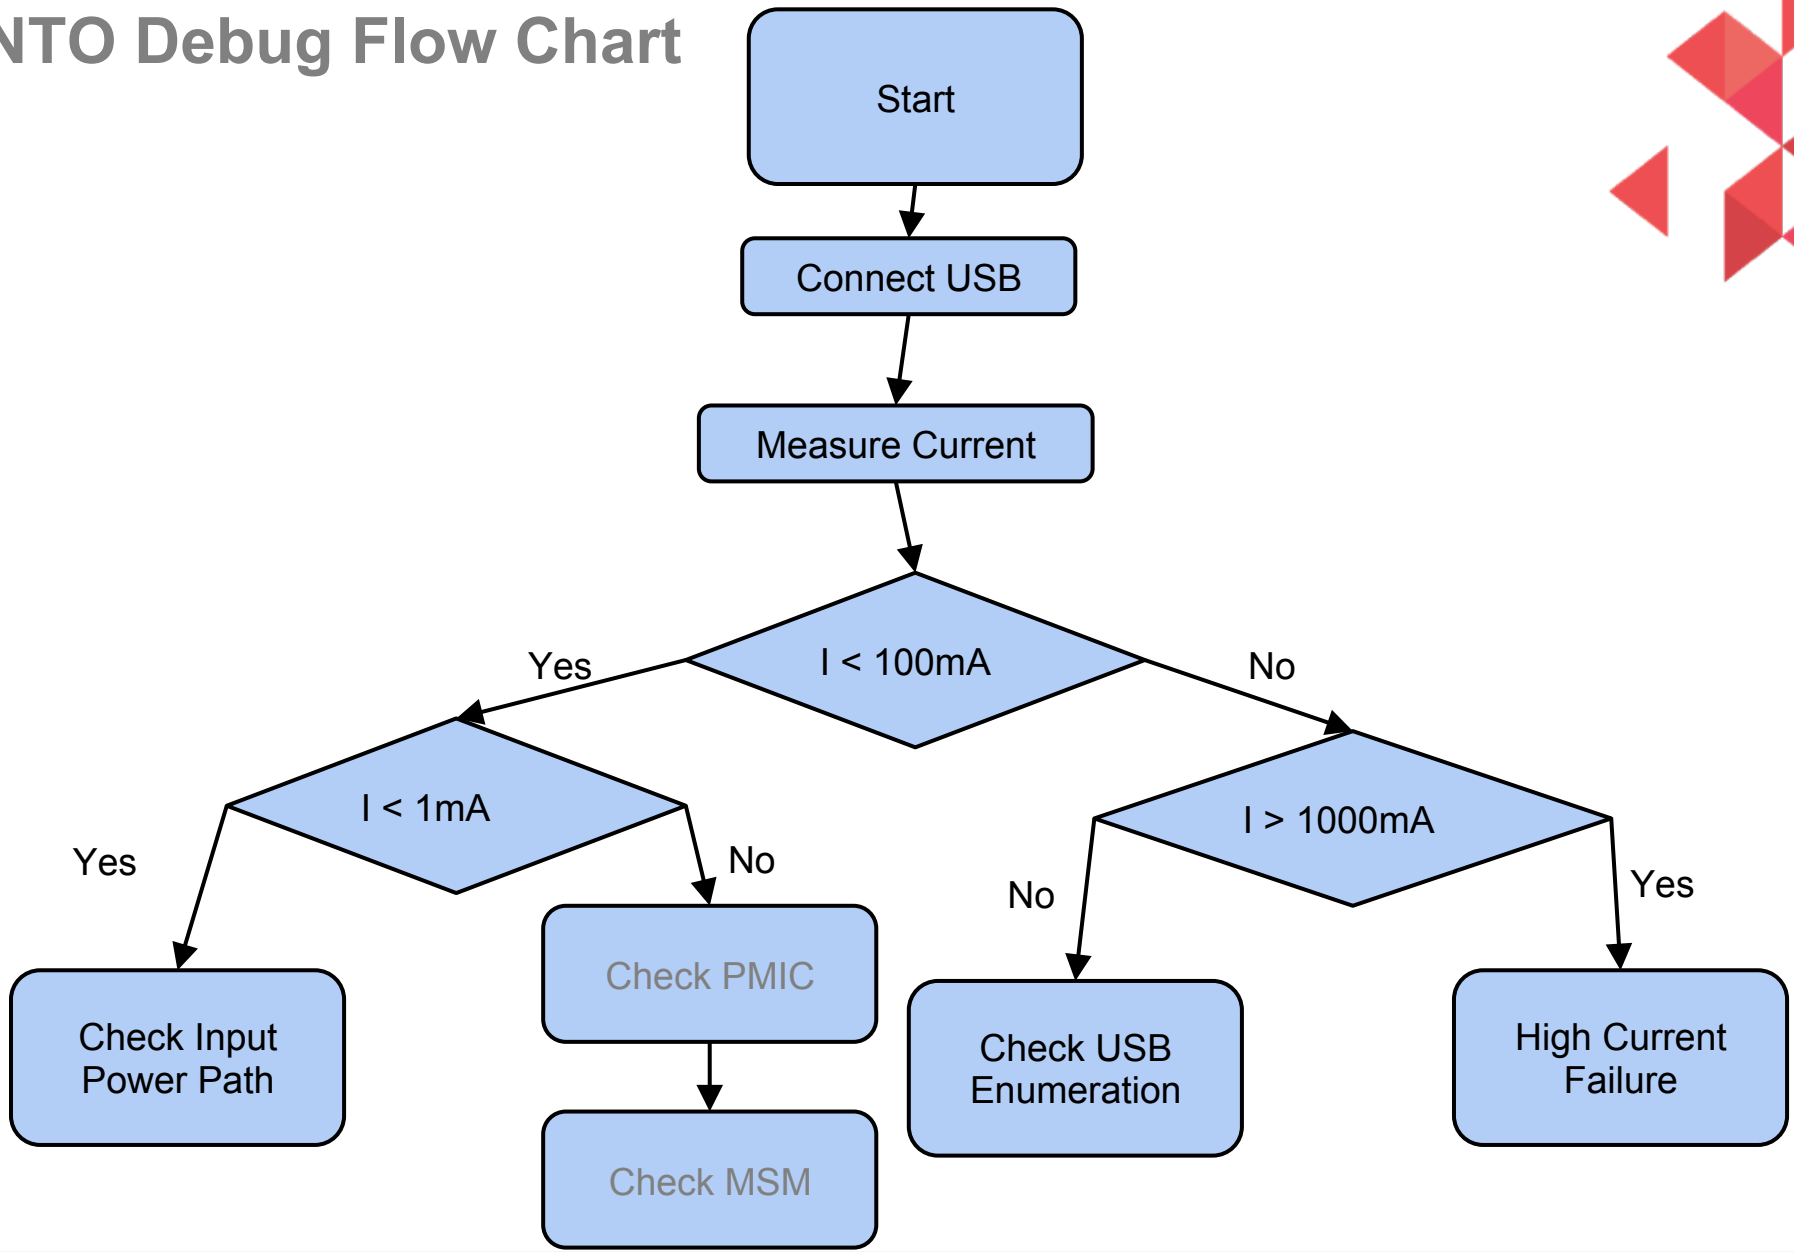 NTO Debug Flow Chart
Start
Connect USB
Measure Current
I < 100mA
Yes
No
I < 1mA
I > 1000mA
Yes
No
No
Yes
Check PMIC
Check Input
Power Path
Check USB
Enumeration
High Current
Failure
Check MSM